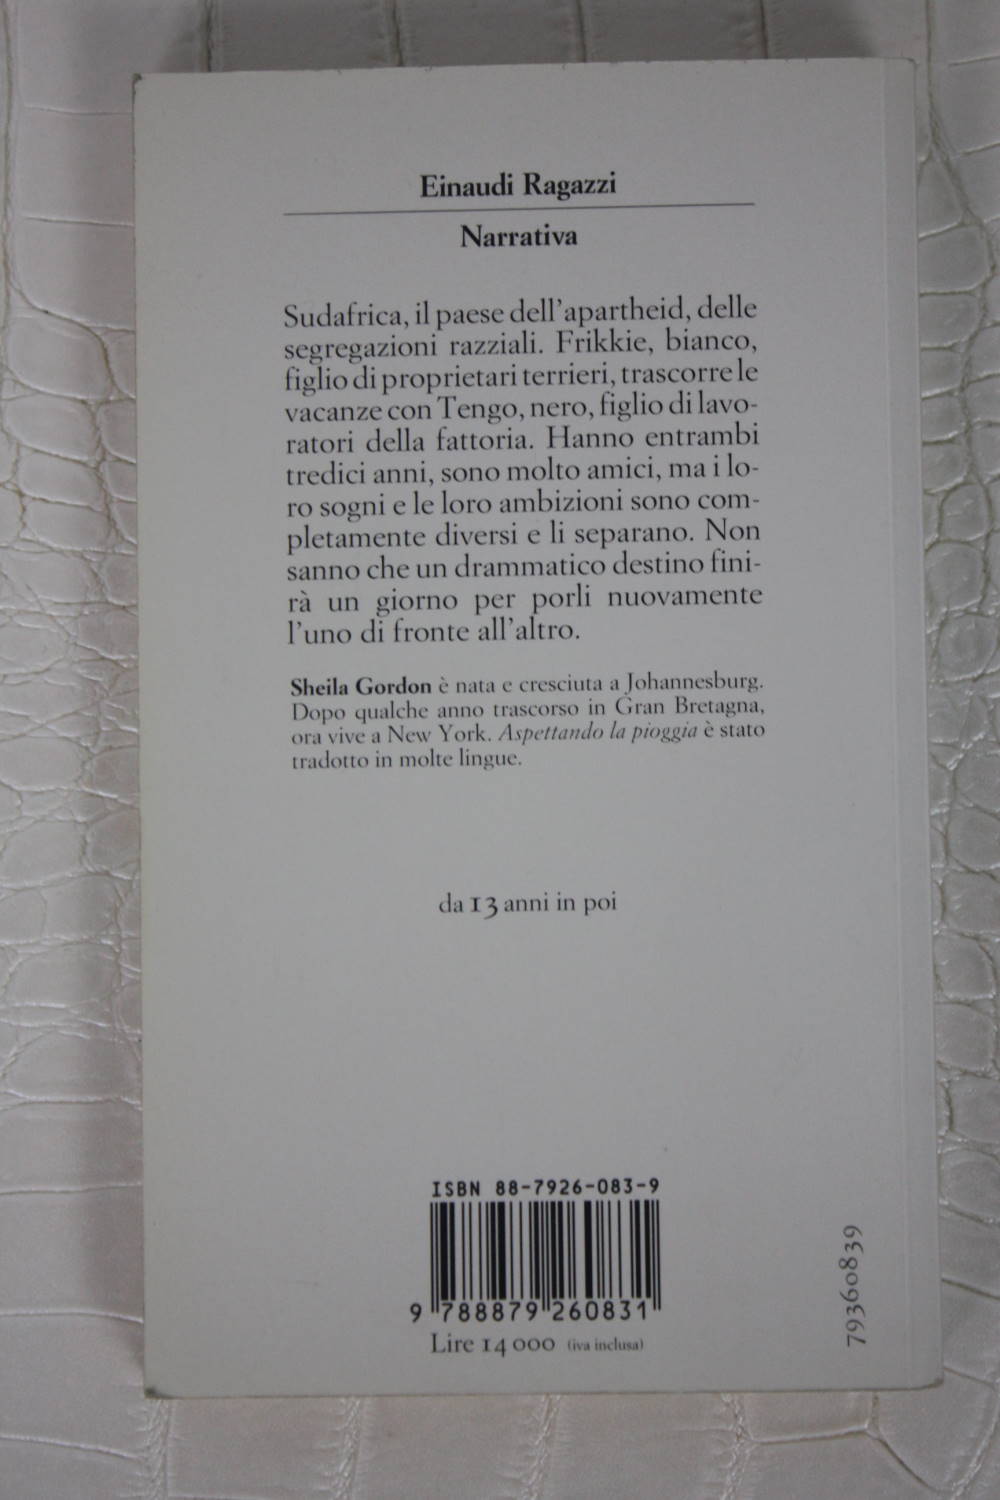 Einaudi Ragazzi
Narrativa
Sudafrica, il paese dell'apartheid, delle
segregazioni razziali. Frikkie, bianco,
figlio di proprietari terrieri, trascorre le
vacanze con Tengo, nero, figlio di lavo-
ratori della fattoria. Hanno entrambi
tredici anni, sono molto amici, ma i lo-
ro sogni e le loro ambizioni sono com-
pletamente diversi e li separano. Non
sanno che un drammatico destino fini-
rà un giorno per porli nuovamente
l'uno di fronte all'altro.
Sheila Gordon è nata e cresciuta a Johannesburg.
Dopo qualche anno trascorso in Gran Bretagna,
ora vive a New York. Aspettando la pioggia è stato
tradotto in molte lingue.
da 13 anni in poi
ISBN 88-7926-083-9
9 788879 260831
Lire 14 000 (iva inclusa)
79360839